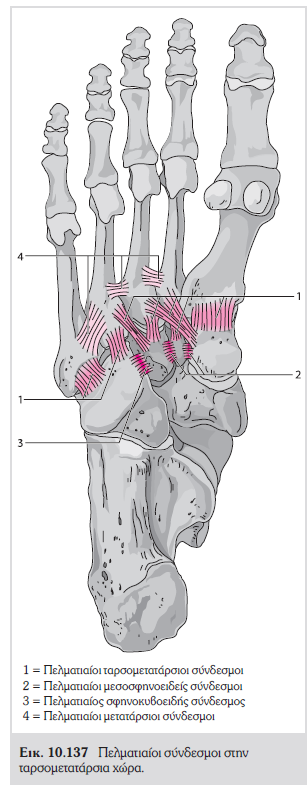 4
1
2
1
3
1 = Πελματιαίοι ταρσομετατάρσιοι σύνδεσμοι
2 = Πελματιαίοι μεσοσφηνοειδείς σύνδεσμοι
3 = Πελματιαίος σφηνοκυβοειδής σύνδεσμος
4 = Πελματιαίοι μετατάρσιοι σύνδεσμοι
Εικ. 10.137 Πελματιαίοι σύνδεσμοι στην
ταρσομετατάρσια χώρα.